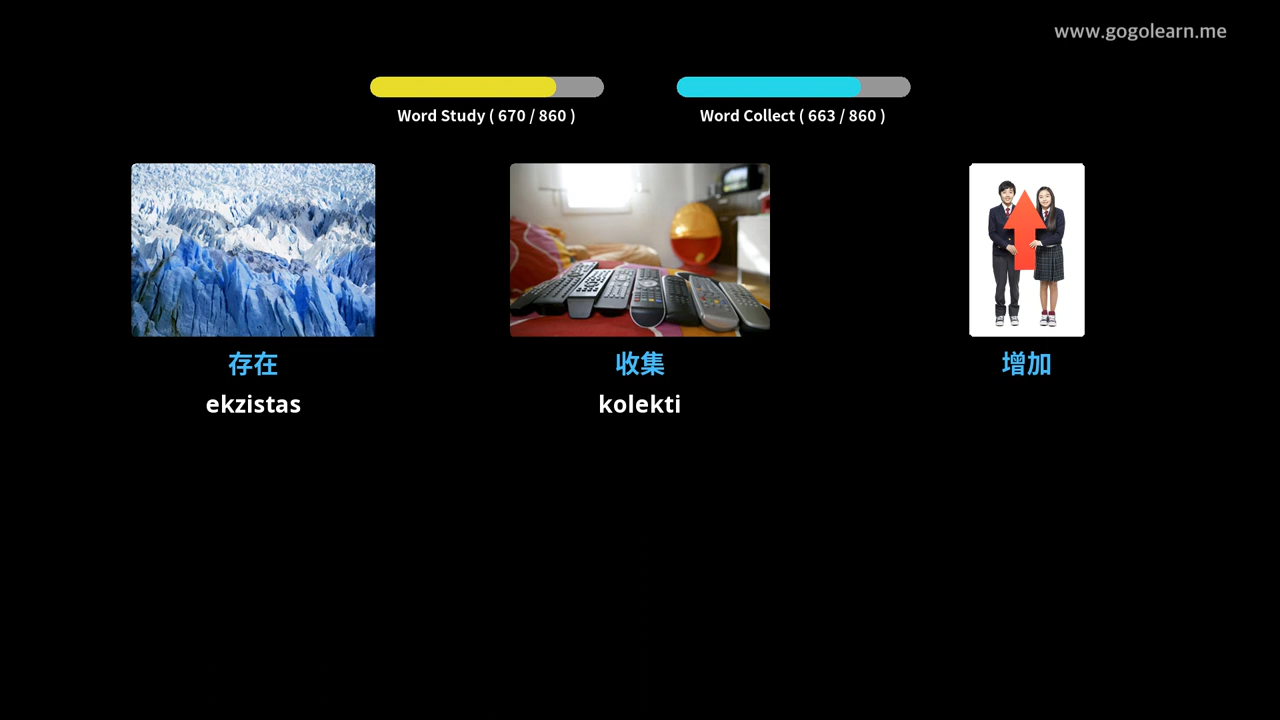 www.gogolearn.me
Word Study ( 670 / 860 )
Word Collect ( 663 / 860 )
存在
收集
增加
ekzistas
kolekti